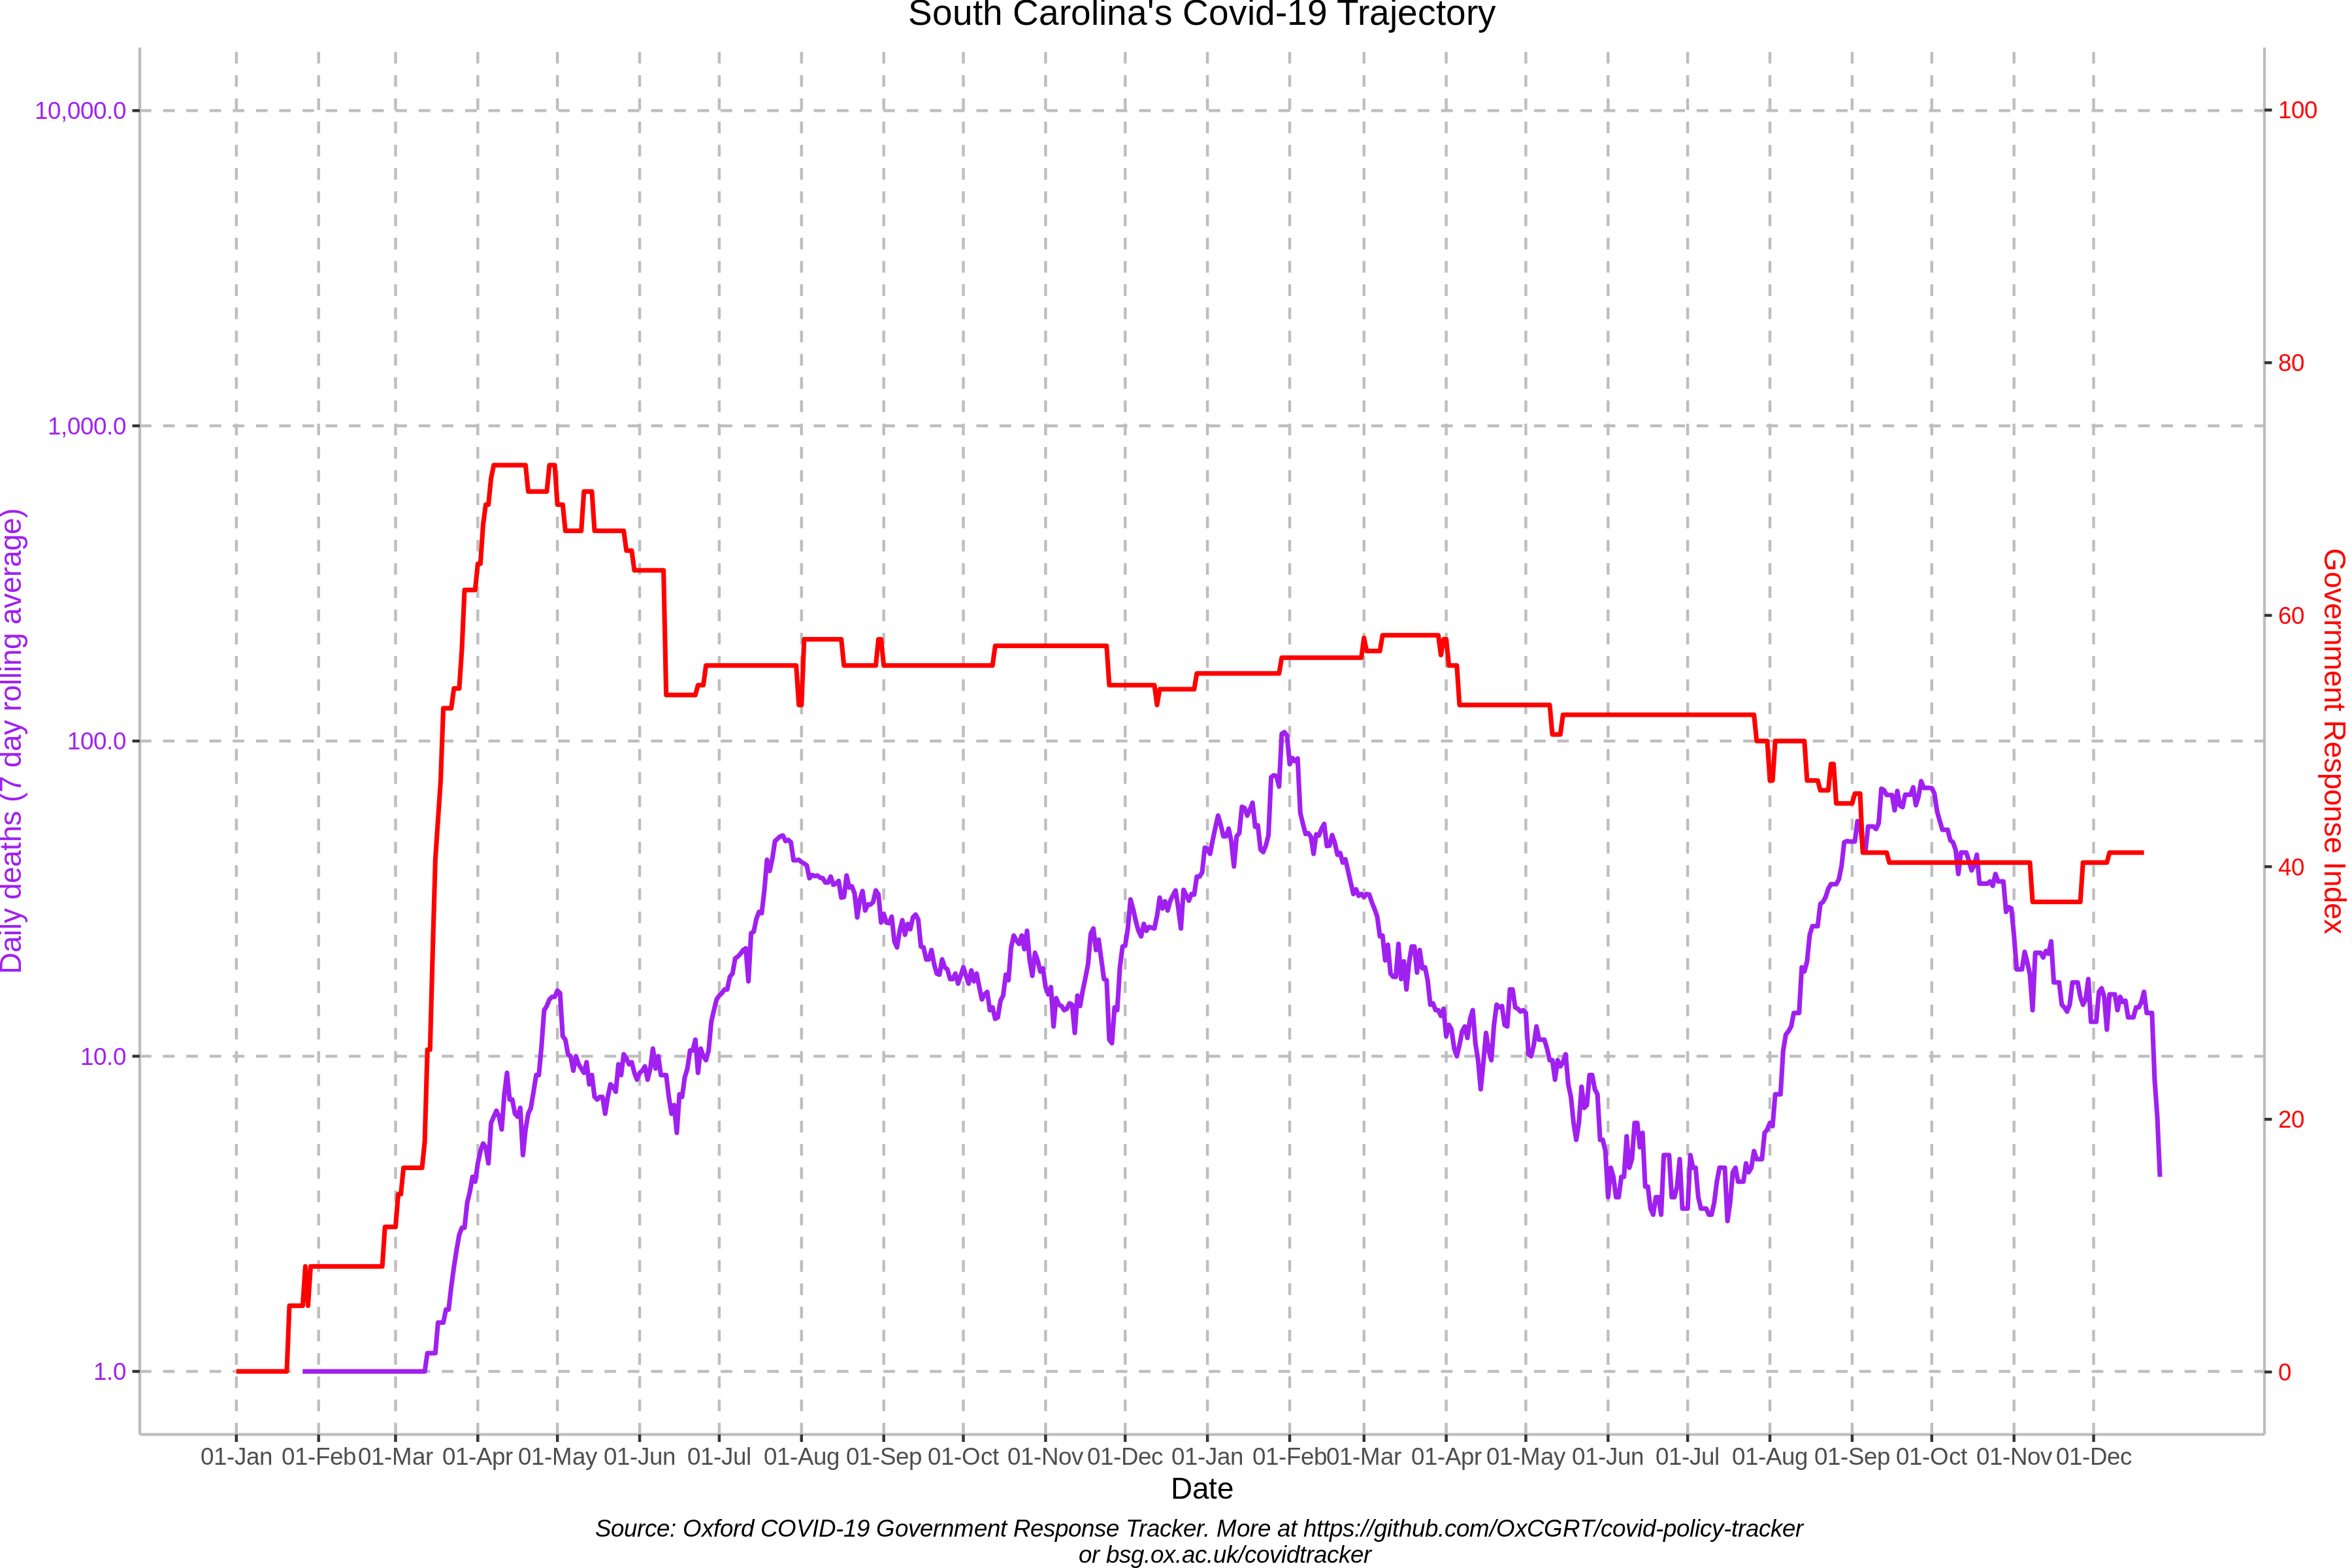 South Carolina's Covid-19 Trajectory
10,000.0
1,000.0
100.0
10.0
1.0
Daily deaths (7 day rolling average)
100
80
60
40
20
0
Government Response Index
01-Jan 01-Feb 01-Mar 01-Apr 01-May 01-Jun 01-Jul 01-Aug 01-Sep 01-Oct 01-Nov 01-Dec 01-Jan 01-Feb 01-Mar 01-Apr 01-May 01-Jun 01-Jul 01-Aug 01-Sep 01-Oct 01-Nov 01-Dec
Date
Source: Oxford COVID-19 Government Response Tracker. More at https://github.com/OxCGRT/covid-policy-tracker
or bsg.ox.ac.uk/covidtracker